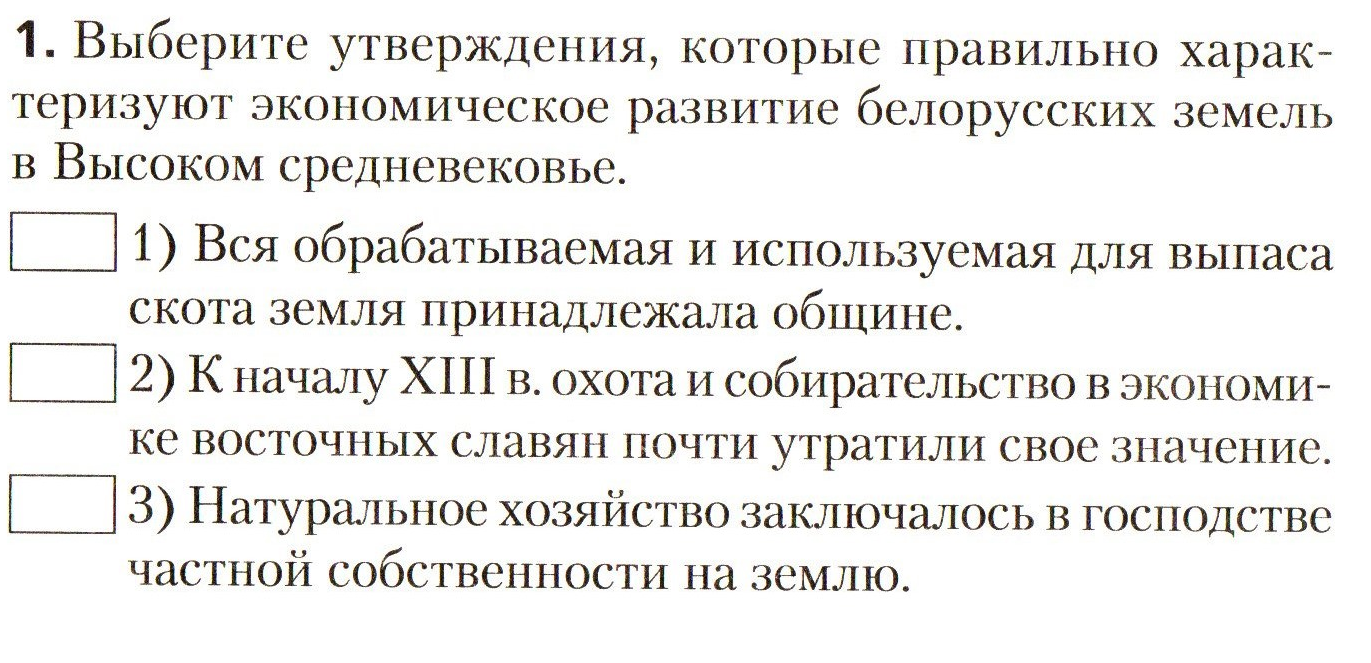 1. Выберите утверждения, которые правильно харак-
теризуют экономическое развитие белорусских земель
в Высоком средневековье.
1) Вся обрабатываемая и используемая для выпаса
скота земля принадлежала общине.
2) К началу XIII в. охота и собирательство в экономи-
ке восточных славян почти утратили свое значение.
3) Натуральное хозяйство заключалось в господстве
частной собственности на землю.